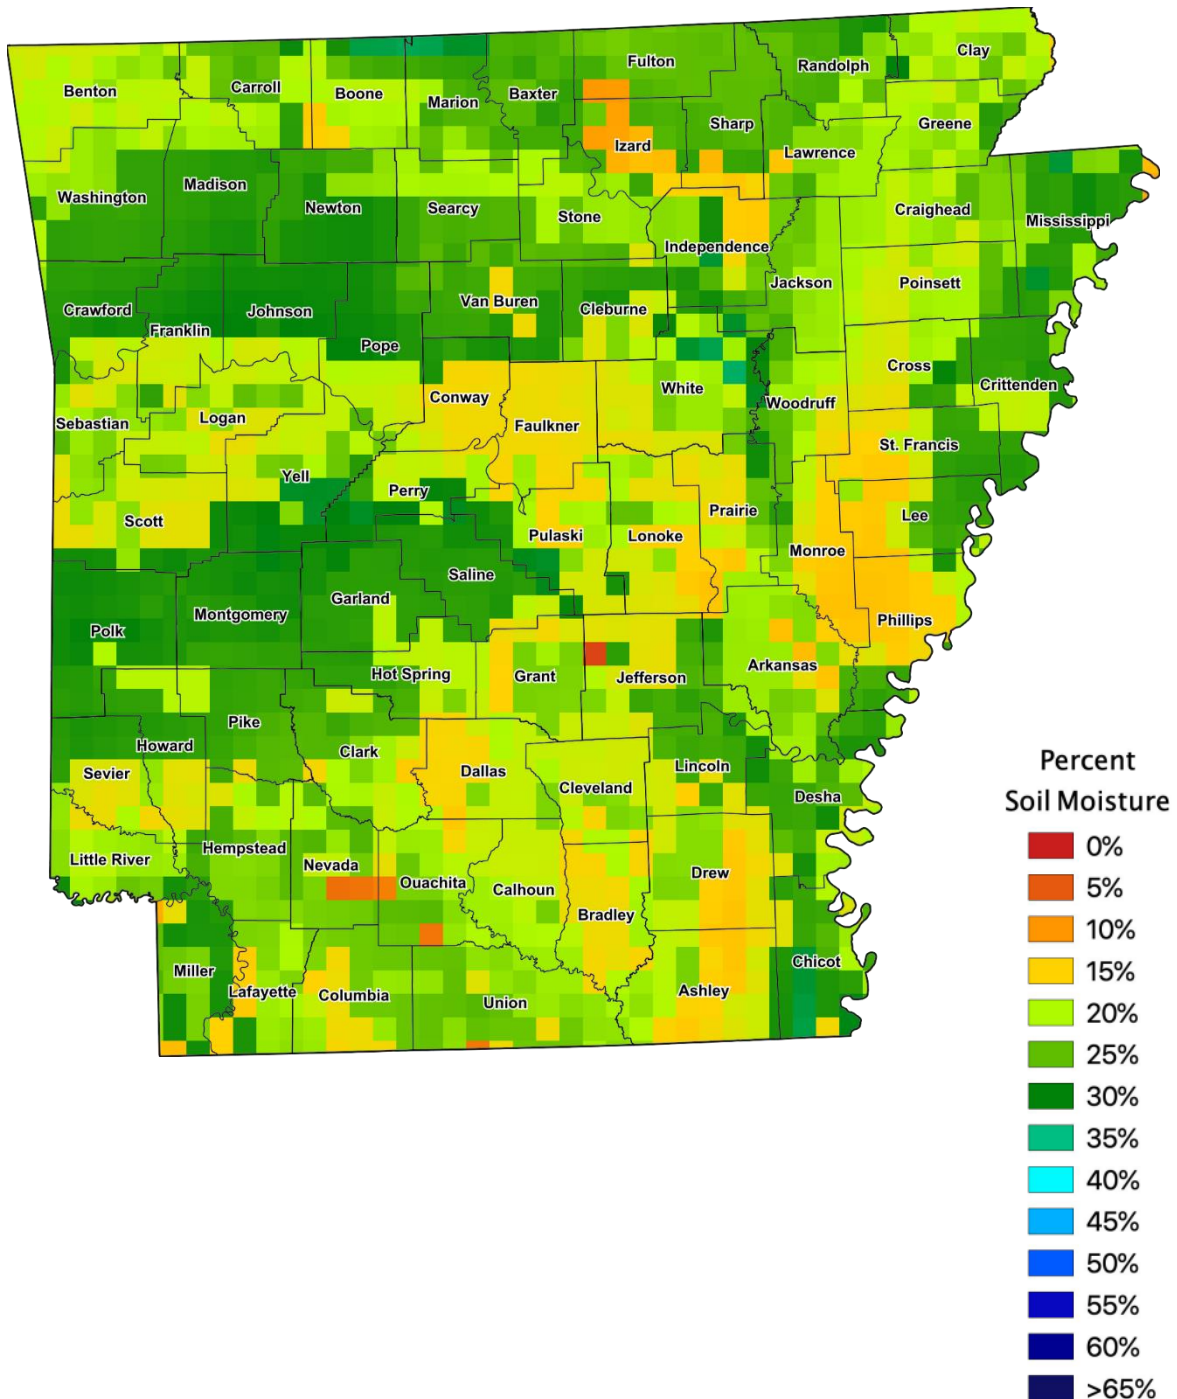 Clay
Fulton
Randolph
Carroll
Benton
Boone
Baxter
Marion
Sharp
Greene
Izard
Lawrence
Madison
Washington
Newton
Searcy
Stone
Craighead
Mississippi
Independence
Jackson
Poinsett
Van Buren
Crawford
Johnson
Cleburne
Franklin
Pope
Cross
Crittenden
White
Conway
Woodruff
Logan
Sebastian
Faulkner
St. Francis
Yell
Perry
Prairie
Lee
Scott
Pulaski
Lonoke
Monroe
Saline
Garland
Montgomery
Phillips
Polk
Arkansas
Hot Spring
Grant
Jefferson
Pike
Howard
Clark
Lincoln
Sevier
Dallas
Cleveland
Desha
Hempstead
Little River
Nevada
Drew
Ouachita
Calhoun
Bradley
Chicot
Miller
Lafayette
Columbia
Ashley
Union
Percent
Soil Moisture
0%
5%
10%
15%
20%
25%
30%
35%
40%
45%
50%
55%
60%
>65%